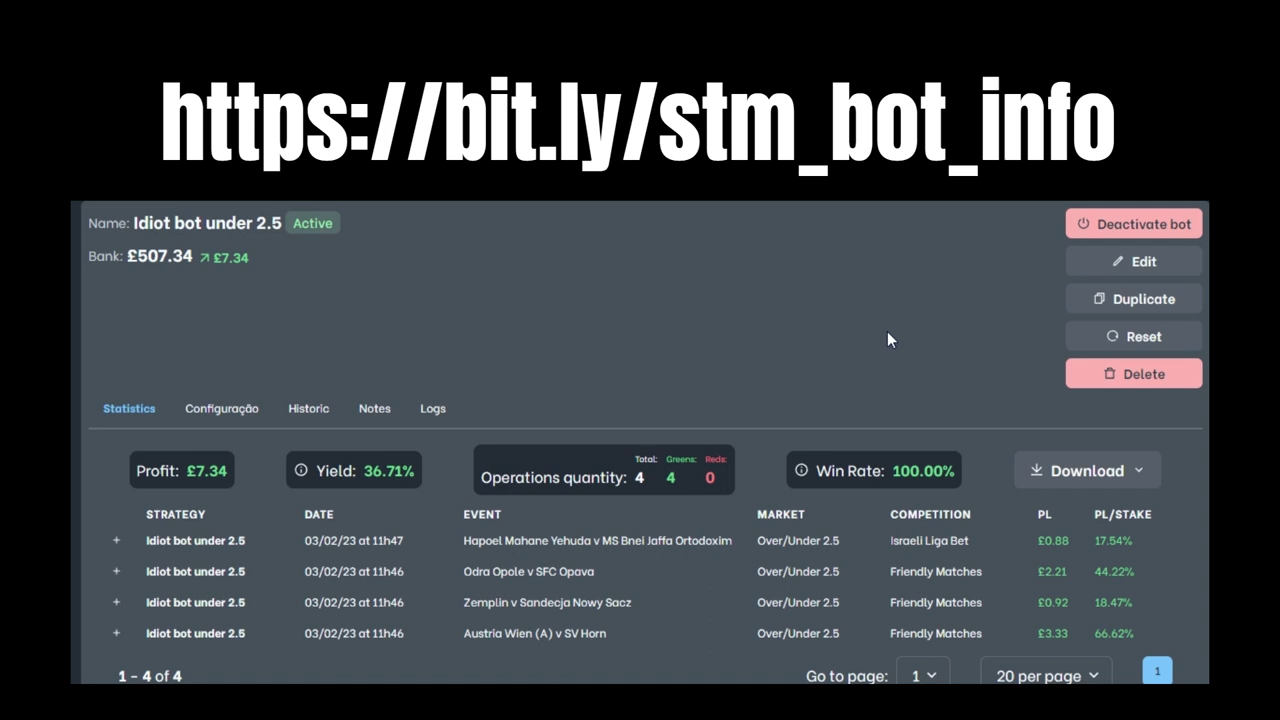 https://bit.ly/stm_bot_info
Name: Idiot bot under 2.5 Active
Deactivate bot
Bank: £507.34 £7.34
Edit
Duplicate
Reset
Delete
Statistics Configuração Historic Notes Logs
Profit: £7.34 Yield: 36.71% Operations quantity: Total: 4 Greens: 4 Reds: 0 Win Rate: 100.00% Download
STRATEGY DATE EVENT MARKET COMPETITION PL PL/STAKE
+ Idiot bot under 2.5 03/02/23 at 11h47 Hapoel Mahane Yehuda v MS Bnei Jaffa Ortodoxim Over/Under 2.5 Israeli Liga Bet £0.88 17.54%
+ Idiot bot under 2.5 03/02/23 at 11h46 Odra Opole v SFC Opava Over/Under 2.5 Friendly Matches £2.21 44.22%
+ Idiot bot under 2.5 03/02/23 at 11h46 Zemplin v Sandecja Nowy Sacz Over/Under 2.5 Friendly Matches £0.92 18.47%
+ Idiot bot under 2.5 03/02/23 at 11h46 Austria Wien (A) v SV Horn Over/Under 2.5 Friendly Matches £3.33 66.62%
1 - 4 of 4 Go to page: 1 20 per page 1